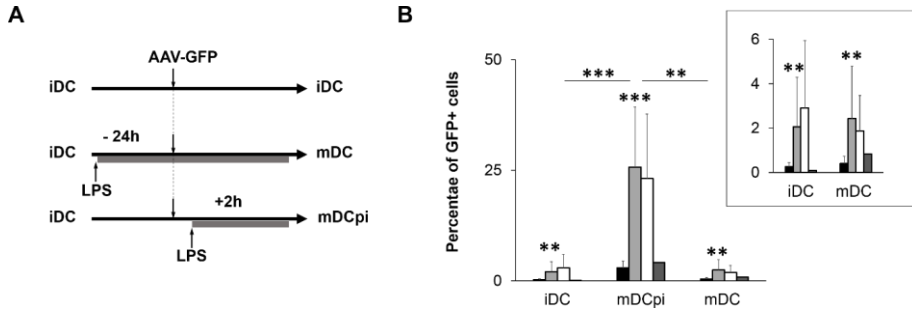 A
AAV-GFP
iDC iDC
- 24h
iDC mDC
LPS
+2h
iDC mDCpi
LPS
B
Percentae of GFP+ cells
50
25
0
*** **
***
** **
iDC mDCpi mDC
6
4
2
0
** **
iDC mDC